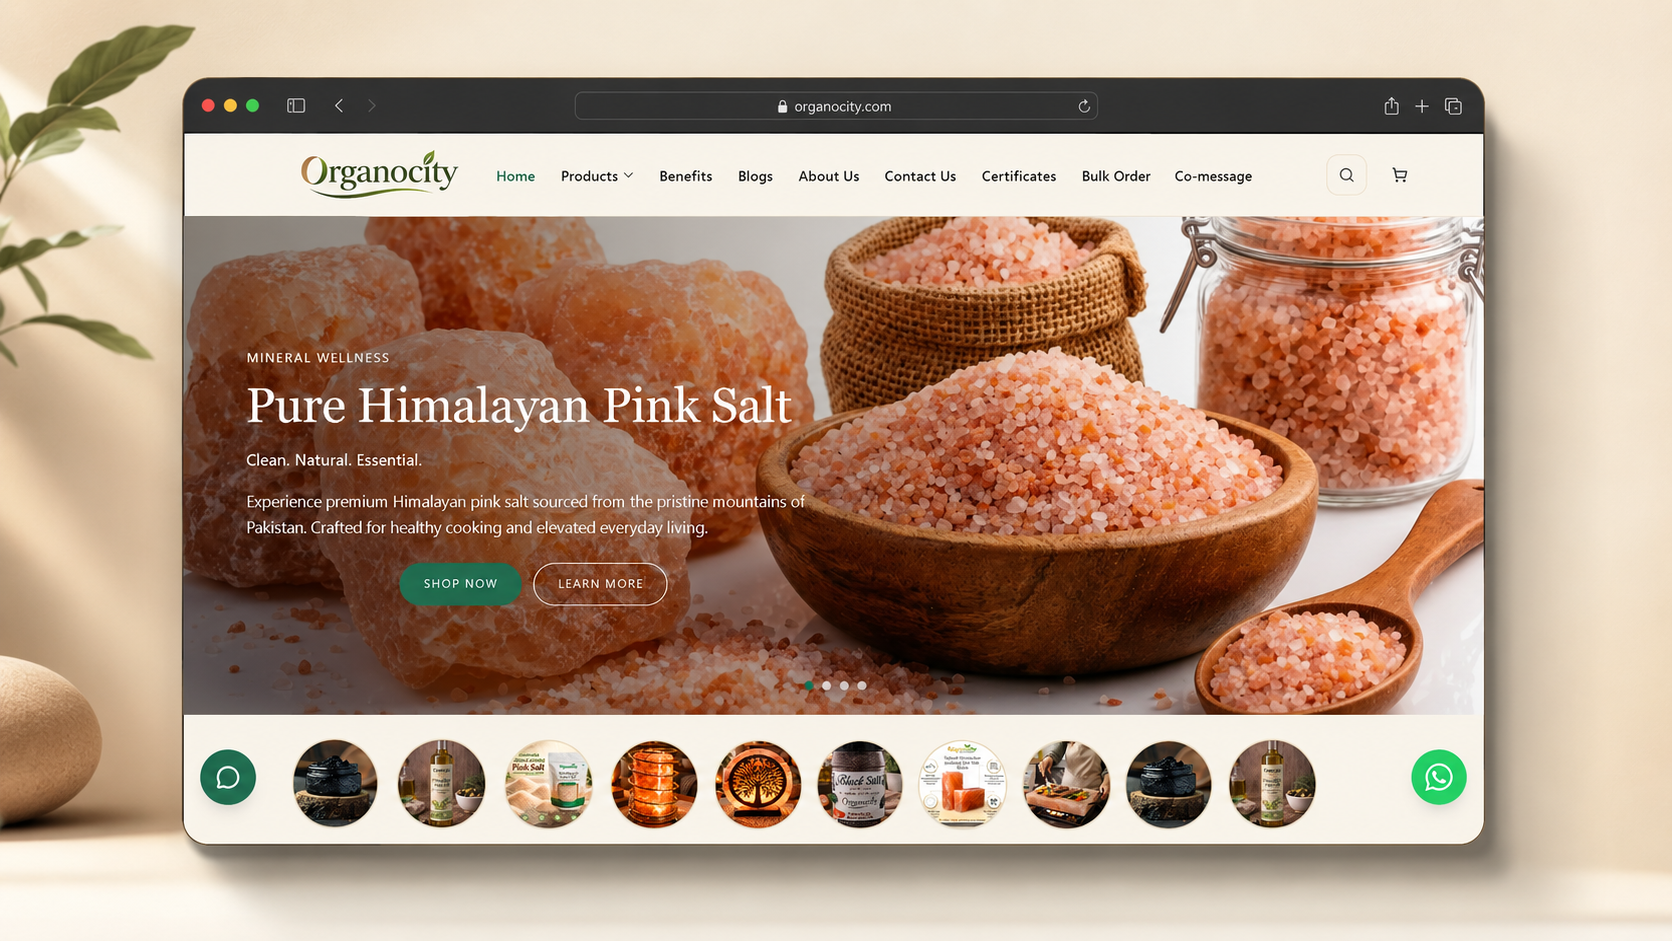 organocity.com
Organocity
Home
Products
Benefits
Blogs
About Us
Contact Us
Certificates
Bulk Order
Co-message
MINERAL WELLNESS
Pure Himalayan Pink Salt
Clean. Natural. Essential.
Experience premium Himalayan pink salt sourced from the pristine mountains of
Pakistan. Crafted for healthy cooking and elevated everyday living.
SHOP NOW
LEARN MORE
Pink Salt
Black Salt
Organocity